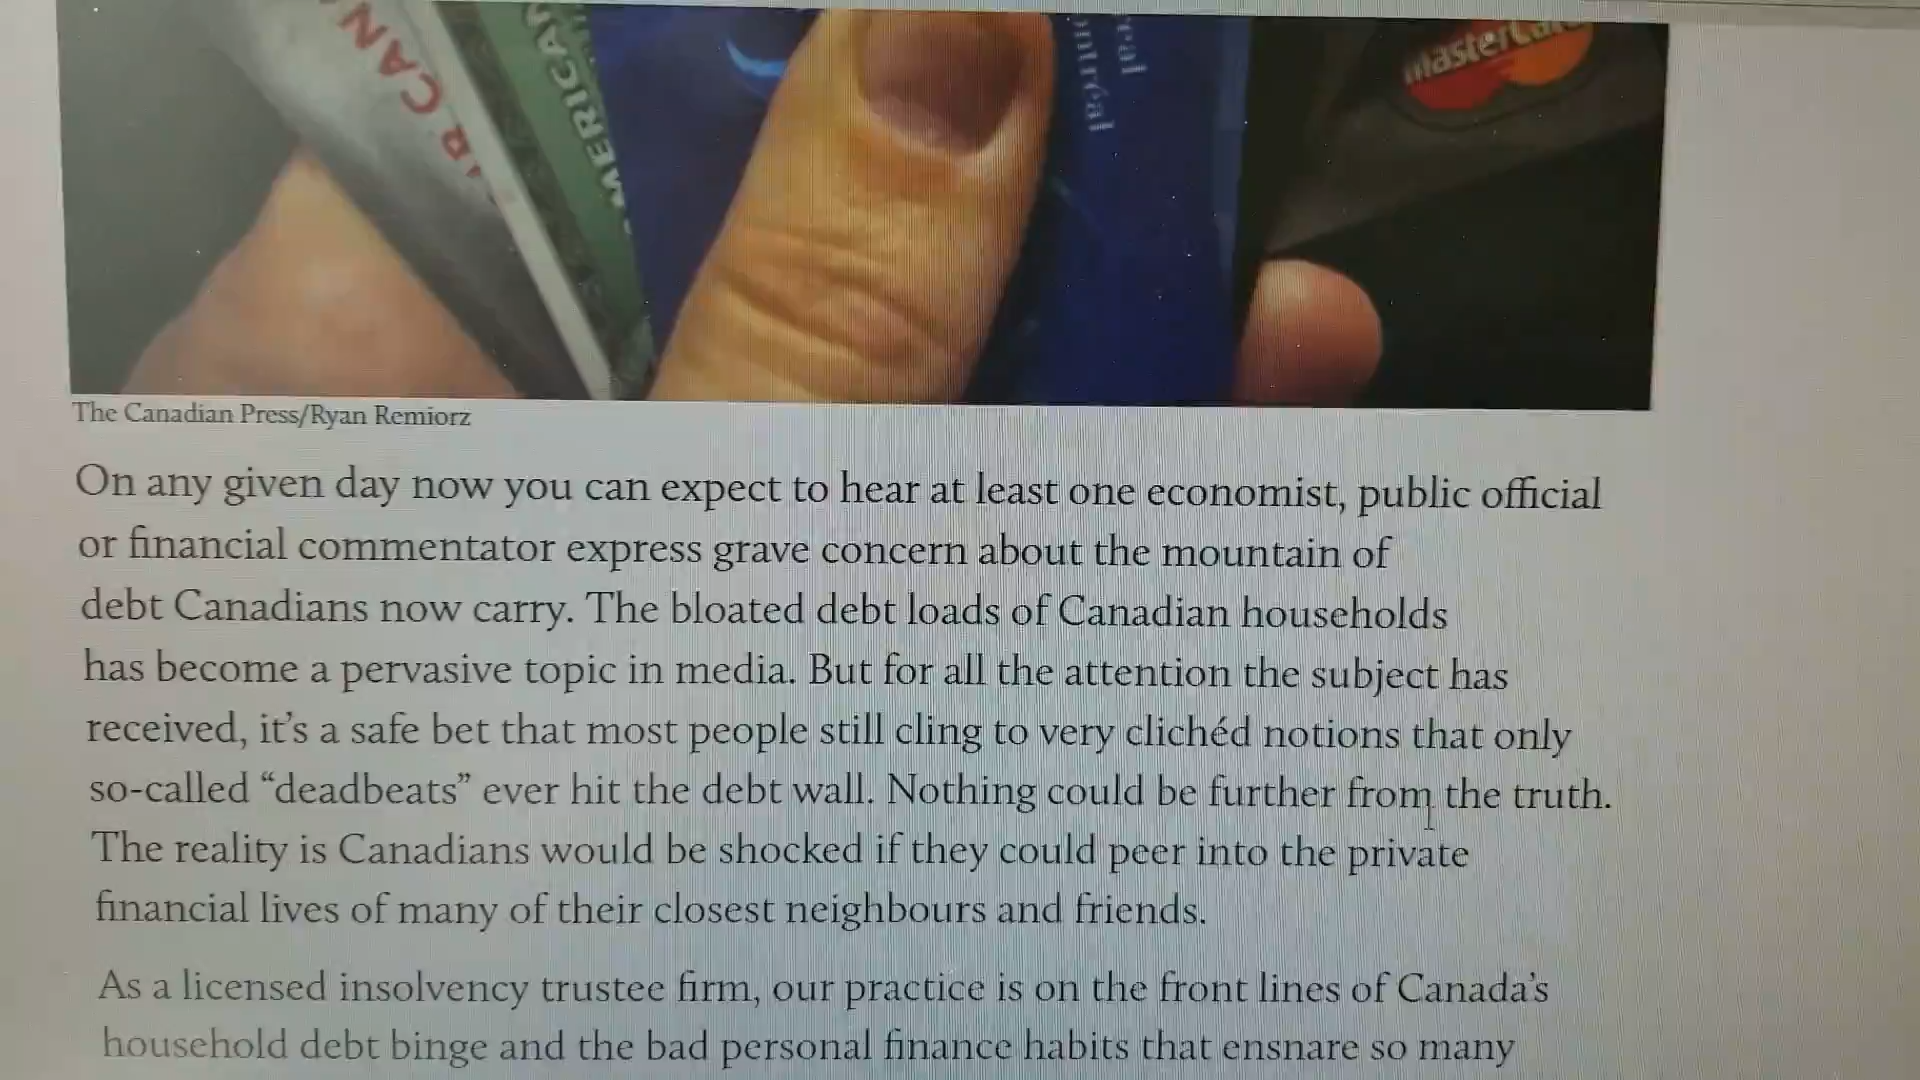 AIR CAN
AMERICAN
ontréal
réal
MasterCard
The Canadian Press/Ryan Remiorz
On any given day now you can expect to hear at least one economist, public official
or financial commentator express grave concern about the mountain of
debt Canadians now carry. The bloated debt loads of Canadian households
has become a pervasive topic in media. But for all the attention the subject has
received, it’s a safe bet that most people still cling to very clichéd notions that only
so-called “deadbeats” ever hit the debt wall. Nothing could be further from the truth.
The reality is Canadians would be shocked if they could peer into the private
financial lives of many of their closest neighbours and friends.
As a licensed insolvency trustee firm, our practice is on the front lines of Canada’s
household debt binge and the bad personal finance habits that ensnare so many